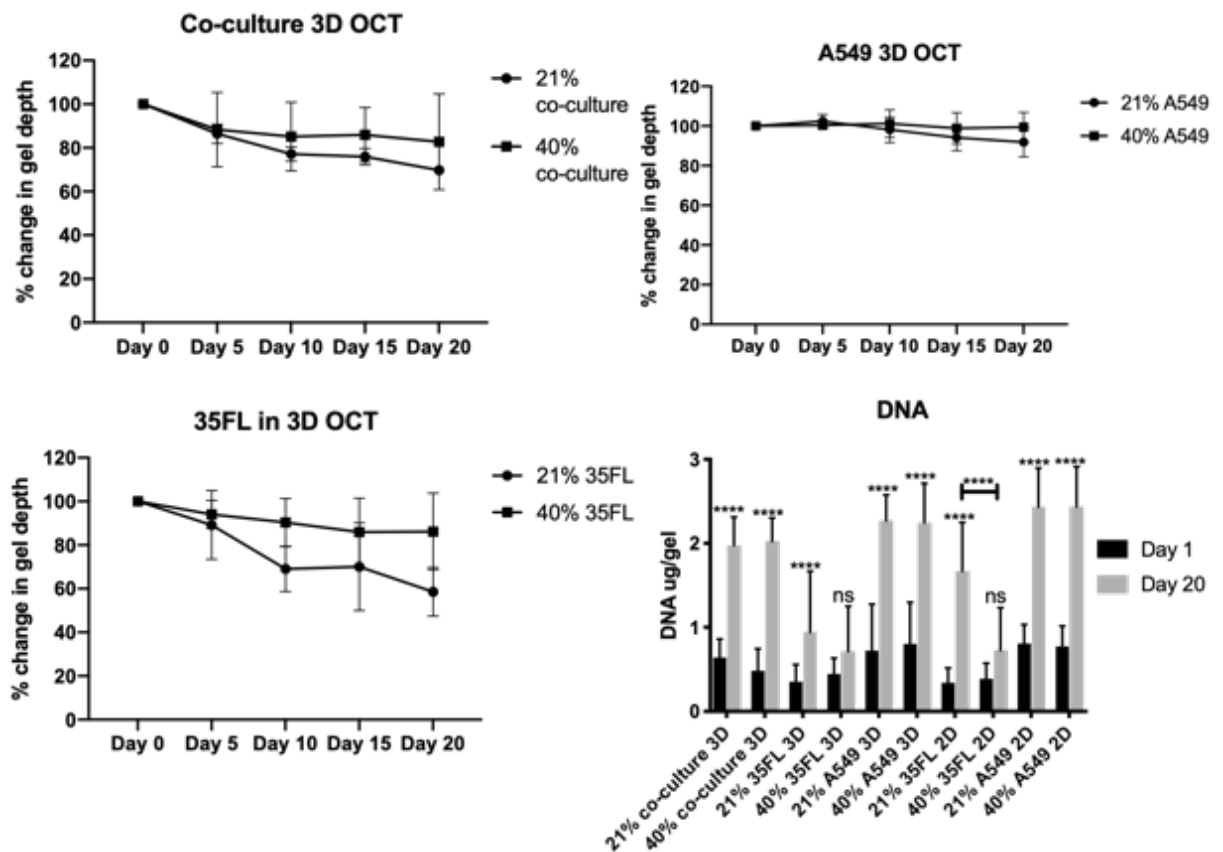 Co-culture 3D OCT
% change in gel depth
120
100
80
60
40
20
0
Day 0 Day 5 Day 10 Day 15 Day 20
21%
co-culture
40%
co-culture
A549 3D OCT
% change in gel depth
120
100
80
60
40
20
0
Day 0 Day 5 Day 10 Day 15 Day 20
21% A549
40% A549
35FL in 3D OCT
% change in gel depth
120
100
80
60
40
20
0
Day 0 Day 5 Day 10 Day 15 Day 20
21% 35FL
40% 35FL
DNA
DNA ug/gel
3
2
1
0
**** **** **** ns **** **** **** **** ns **** ****
21% co-culture 3D
40% co-culture 3D
21% 35FL 3D
40% 35FL 3D
21% A549 3D
40% A549 3D
21% 35FL 2D
40% 35FL 2D
21% A549 2D
40% A549 2D
Day 1
Day 20